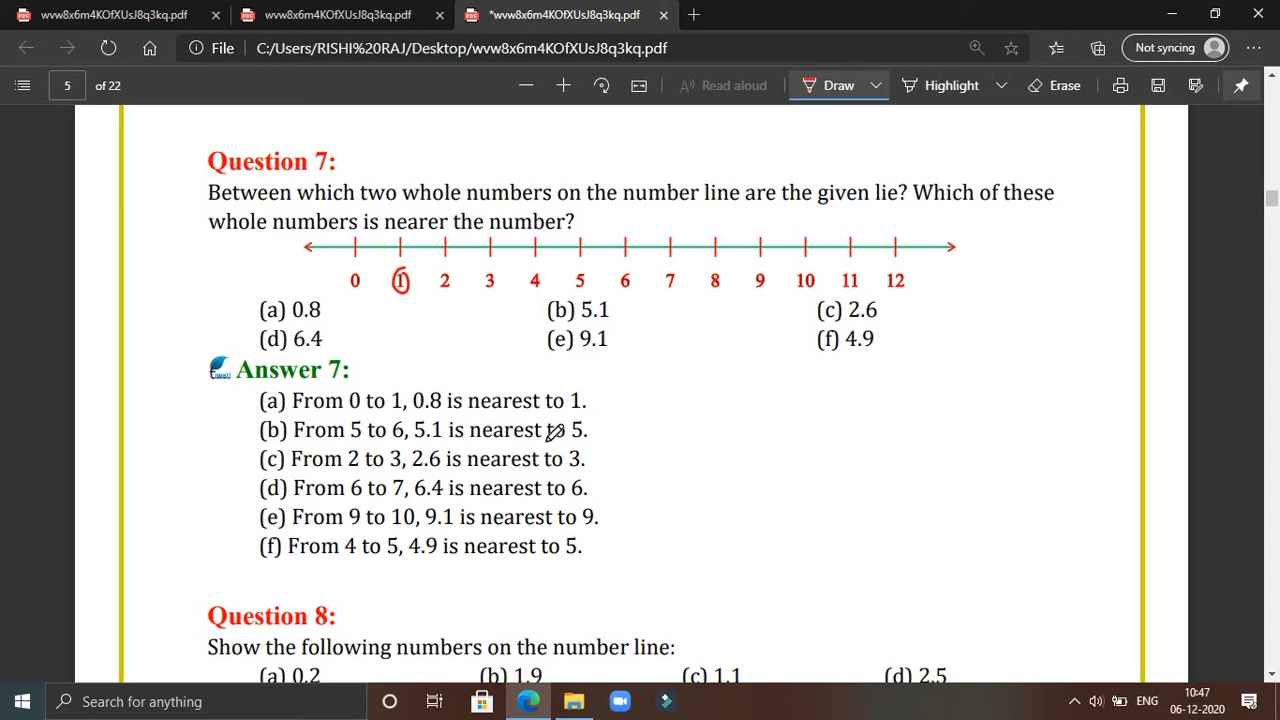 wvw8x6m4KOfXUsJ8q3kq.pdf
wvw8x6m4KOfXUsJ8q3kq.pdf
*wvw8x6m4KOfXUsJ8q3kq.pdf
File C:/Users/RISHI%20RAJ/Desktop/wvw8x6m4KOfXUsJ8q3kq.pdf Not syncing
5 of 22 Read aloud Draw Highlight Erase
Question 7:
Between which two whole numbers on the number line are the given lie? Which of these
whole numbers is nearer the number?
0 1 2 3 4 5 6 7 8 9 10 11 12
(a) 0.8 (b) 5.1 (c) 2.6
(d) 6.4 (e) 9.1 (f) 4.9
Answer 7:
(a) From 0 to 1, 0.8 is nearest to 1.
(b) From 5 to 6, 5.1 is nearest to 5.
(c) From 2 to 3, 2.6 is nearest to 3.
(d) From 6 to 7, 6.4 is nearest to 6.
(e) From 9 to 10, 9.1 is nearest to 9.
(f) From 4 to 5, 4.9 is nearest to 5.
Question 8:
Show the following numbers on the number line:
(a) 0.2 (b) 1.9 (c) 1.1 (d) 2.5
Search for anything ENG 10:47
06-12-2020